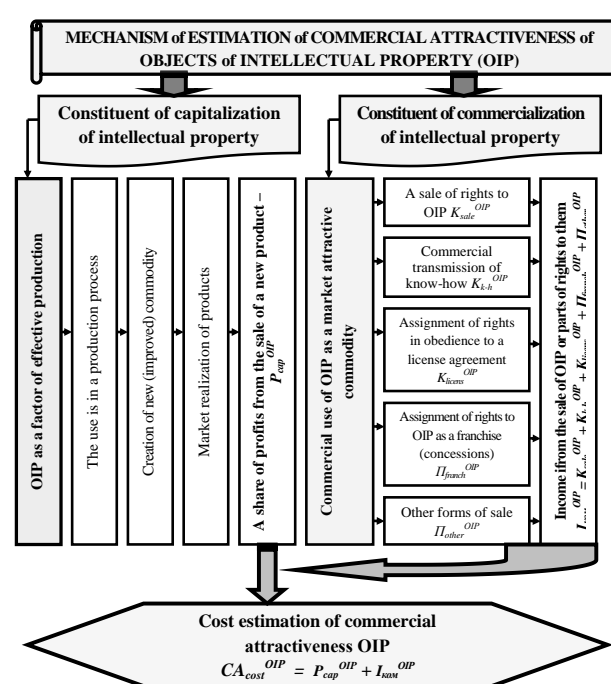 MECHANISM of ESTIMATION of COMMERCIAL ATTRACTIVENESS of
OBJECTS of INTELLECTUAL PROPERTY (OIP)
Constituent of capitalization
of intellectual property
Constituent of commercialization
of intellectual property
OIP as a factor of effective production
The use is in a production process
Creation of new (improved) commodity
Market realization of products
A share of profits from the sale of a new product –
P_cap^OIP
Commercial use of OIP as a market attractive
commodity
A sale of rights to
OIP K_sale^OIP
Commercial
transmission of
know-how K_k-h^OIP
Assignment of rights
in obedience to a
license agreement
K_licens^OIP
Assignment of rights to
OIP as a franchise
(concessions)
П_franch^OIP
Other forms of sale
П_other^OIP
Income ifrom the sale of OIP or parts of rights to them
Cost estimation of commercial
attractiveness OIP
CA_cost^OIP = P_cap^OIP + I_ком^OIP